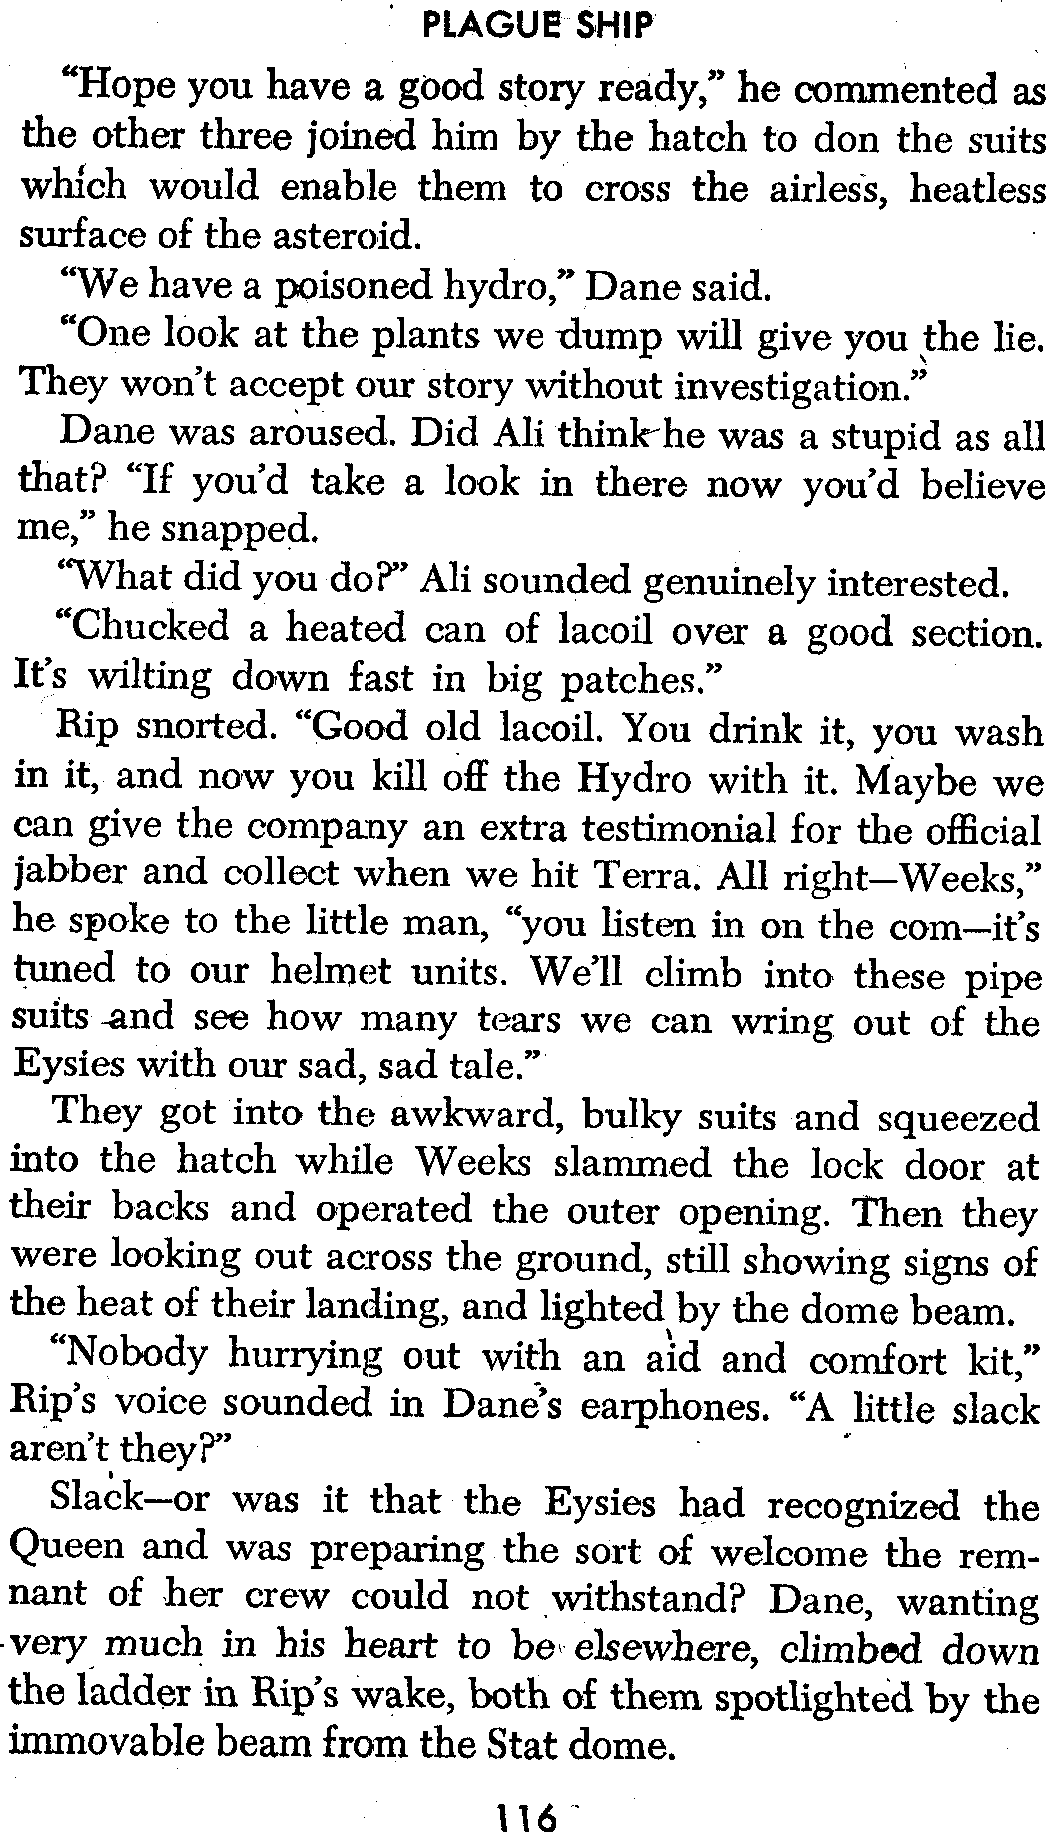 PLAGUE SHIP
“Hope you have a good story ready,” he commented as
the other three joined him by the hatch to don the suits
which would enable them to cross the airless, heatless
surface of the asteroid.
“We have a poisoned hydro,” Dane said.
“One look at the plants we dump will give you the lie.
They won’t accept our story without investigation.”
Dane was aroused. Did Ali think he was a stupid as all
that? “If you’d take a look in there now you’d believe
me,” he snapped.
“What did you do?” Ali sounded genuinely interested.
“Chucked a heated can of lacoil over a good section.
It’s wilting down fast in big patches.”
Rip snorted. “Good old lacoil. You drink it, you wash
in it, and now you kill off the Hydro with it. Maybe we
can give the company an extra testimonial for the official
jabber and collect when we hit Terra. All right—Weeks,”
he spoke to the little man, “you listen in on the com—it’s
tuned to our helmet units. We’ll climb into these pipe
suits and see how many tears we can wring out of the
Eysies with our sad, sad tale.”
They got into the awkward, bulky suits and squeezed
into the hatch while Weeks slammed the lock door at
their backs and operated the outer opening. Then they
were looking out across the ground, still showing signs of
the heat of their landing, and lighted by the dome beam.
“Nobody hurrying out with an aid and comfort kit,”
Rip’s voice sounded in Dane’s earphones. “A little slack
aren’t they?”
Slack—or was it that the Eysies had recognized the
Queen and was preparing the sort of welcome the rem-
nant of her crew could not withstand? Dane, wanting
very much in his heart to be elsewhere, climbed down
the ladder in Rip’s wake, both of them spotlighted by the
immovable beam from the Stat dome.
116